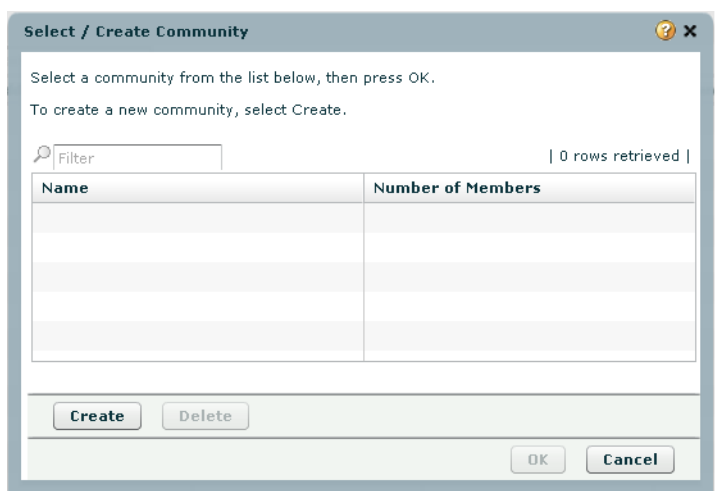 Select / Create Community
Select a community from the list below, then press OK.
To create a new community, select Create.
Filter
| 0 rows retrieved |
Name
Number of Members
Create
Delete
OK
Cancel